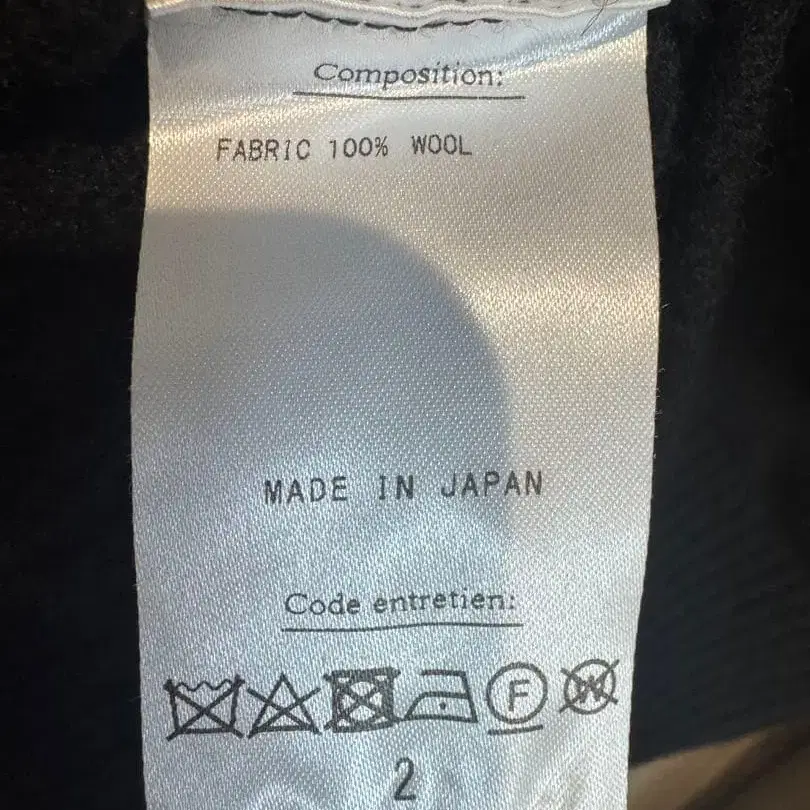 Composition:
FABRIC 100% WOOL
MADE IN JAPAN
Code entretien:
F W
2